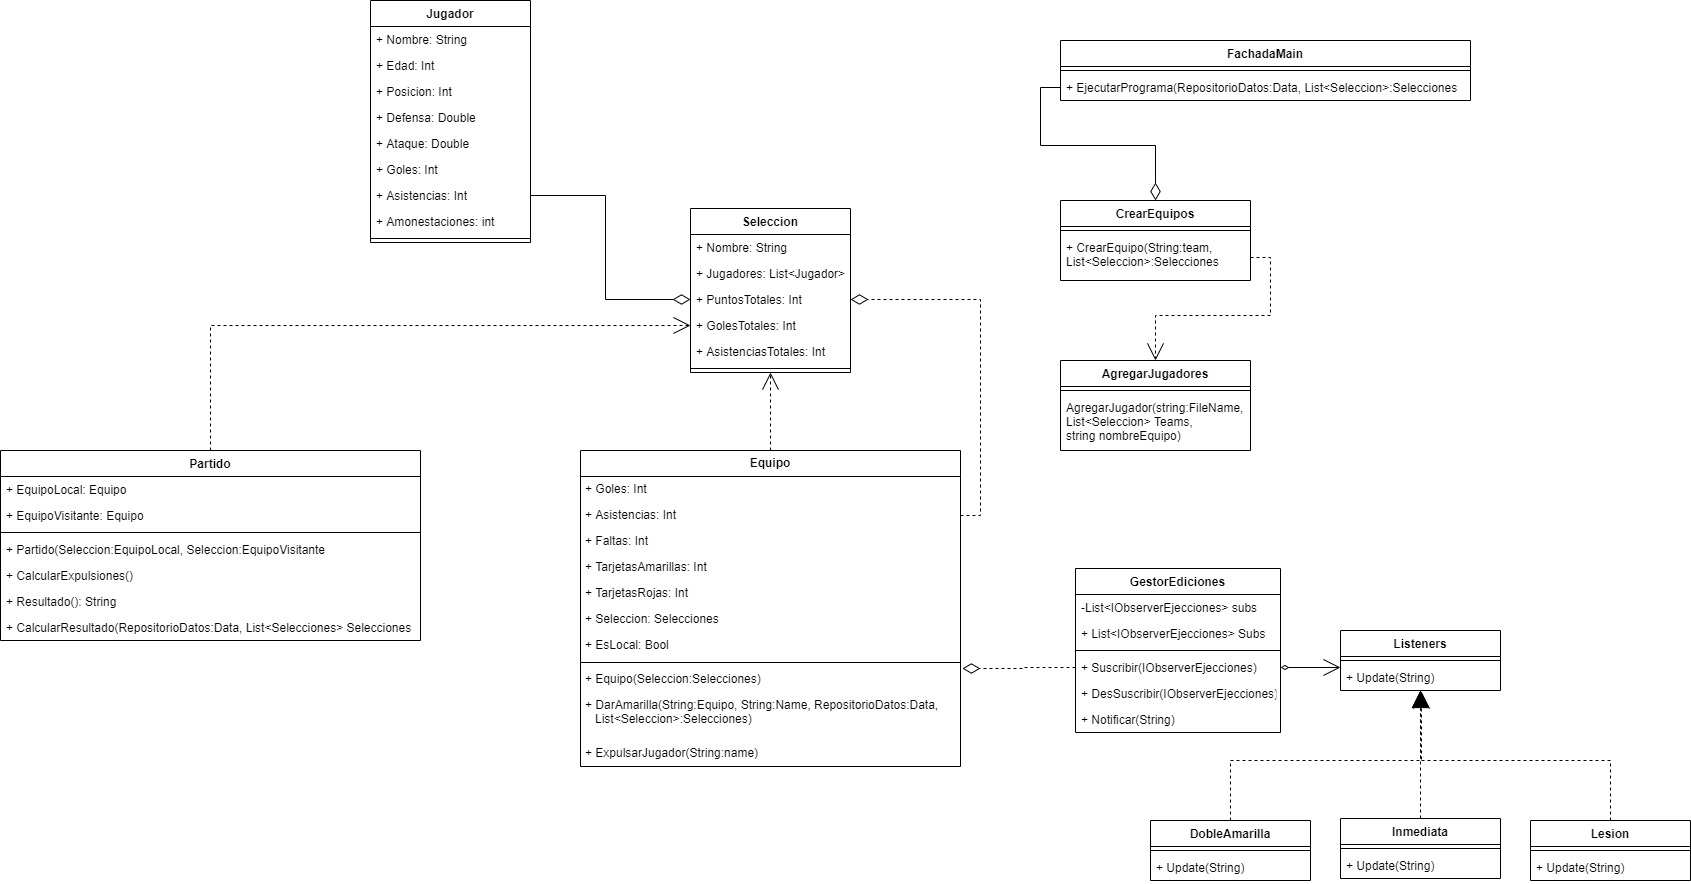 Jugador
+ Nombre: String
+ Edad: Int
+ Posicion: Int
+ Defensa: Double
+ Ataque: Double
+ Goles: Int
+ Asistencias: Int
+ Amonestaciones: int
FachadaMain
+ EjecutarPrograma(RepositorioDatos:Data, List<Seleccion>:Selecciones
Seleccion
+ Nombre: String
+ Jugadores: List<Jugador>
+ PuntosTotales: Int
+ GolesTotales: Int
+ AsistenciasTotales: Int
CrearEquipos
+ CrearEquipo(String:team,
List<Seleccion>:Selecciones
AgregarJugadores
AgregarJugador(string:FileName,
List<Seleccion> Teams,
string nombreEquipo)
Partido
+ EquipoLocal: Equipo
+ EquipoVisitante: Equipo
+ Partido(Seleccion:EquipoLocal, Seleccion:EquipoVisitante
+ CalcularExpulsiones()
+ Resultado(): String
+ CalcularResultado(RepositorioDatos:Data, List<Selecciones> Selecciones
Equipo
+ Goles: Int
+ Asistencias: Int
+ Faltas: Int
+ TarjetasAmarillas: Int
+ TarjetasRojas: Int
+ Seleccion: Selecciones
+ EsLocal: Bool
+ Equipo(Seleccion:Selecciones)
+ DarAmarilla(String:Equipo, String:Name, RepositorioDatos:Data,
List<Seleccion>:Selecciones)
+ ExpulsarJugador(String:name)
GestorEdiciones
-List<IObserverEjecciones> subs
+ List<IObserverEjecciones> Subs
+ Suscribir(IObserverEjecciones)
+ DesSuscribir(IObserverEjecciones)
+ Notificar(String)
Listeners
+ Update(String)
DobleAmarilla
+ Update(String)
Inmediata
+ Update(String)
Lesion
+ Update(String)